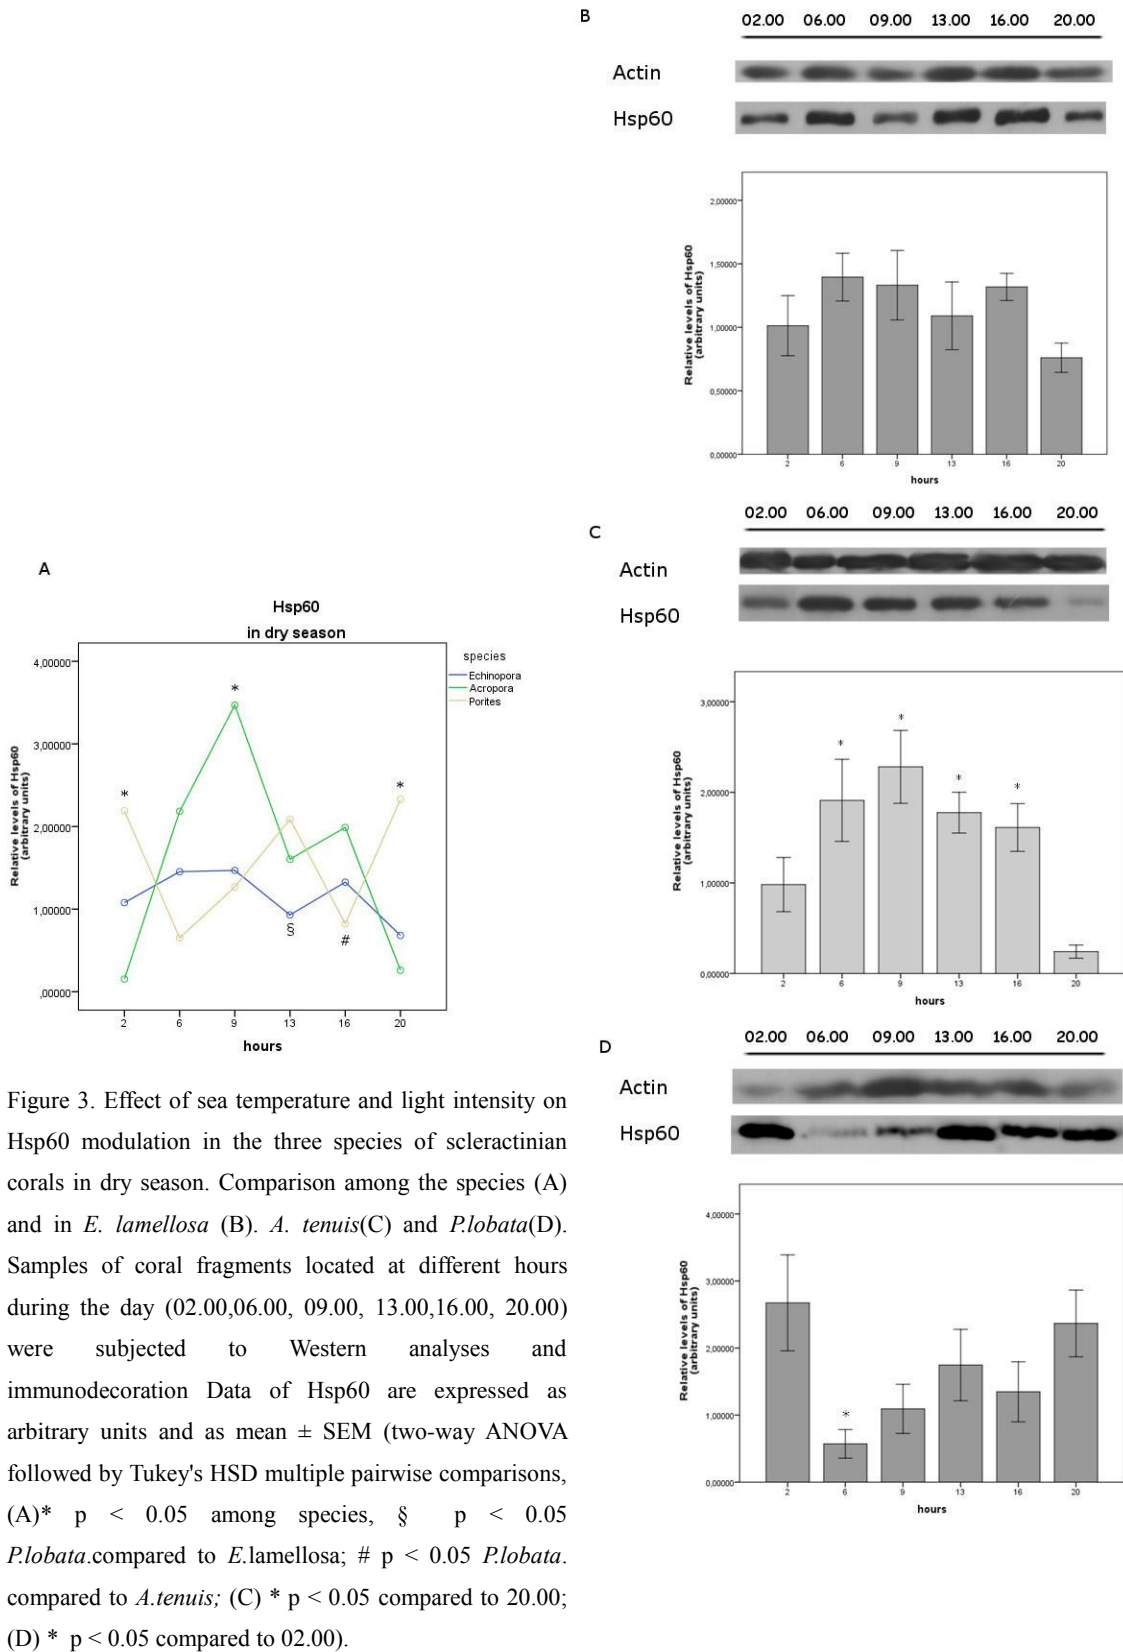 B
02.00 06.00 09.00 13.00 16.00 20.00
Actin
Hsp60
Relative levels of Hsp60
(arbitrary units)
2,00000
1,50000
1,00000
0,50000
0,00000
2 6 9 13 16 20
hours
C
02.00 06.00 09.00 13.00 16.00 20.00
Actin
Hsp60
Relative levels of Hsp60
(arbitrary units)
3,00000
2,00000
1,00000
0,00000
* * * *
2 6 9 13 16 20
hours
D
02.00 06.00 09.00 13.00 16.00 20.00
Actin
Hsp60
Relative levels of Hsp60
(arbitrary units)
4,00000
3,00000
2,00000
1,00000
0,00000
*
2 6 9 13 16 20
hours
A
Hsp60
in dry season
species
Echinopora
Acropora
Porites
Relative levels of Hsp60
(arbitrary units)
4,00000
3,00000
2,00000
1,00000
,00000
* * *
§ #
2 6 9 13 16 20
hours
Figure 3. Effect of sea temperature and light intensity on
Hsp60 modulation in the three species of scleractinian
corals in dry season. Comparison among the species (A)
and in E. lamellosa (B). A. tenuis(C) and P.lobata(D).
Samples of coral fragments located at different hours
during the day (02.00,06.00, 09.00, 13.00,16.00, 20.00)
were subjected to Western analyses and
immunodecoration Data of Hsp60 are expressed as
arbitrary units and as mean ± SEM (two-way ANOVA
followed by Tukey's HSD multiple pairwise comparisons,
(A)* p < 0.05 among species, § p < 0.05
P.lobata.compared to E.lamellosa; # p < 0.05 P.lobata.
compared to A.tenuis; (C) * p < 0.05 compared to 20.00;
(D) * p < 0.05 compared to 02.00).